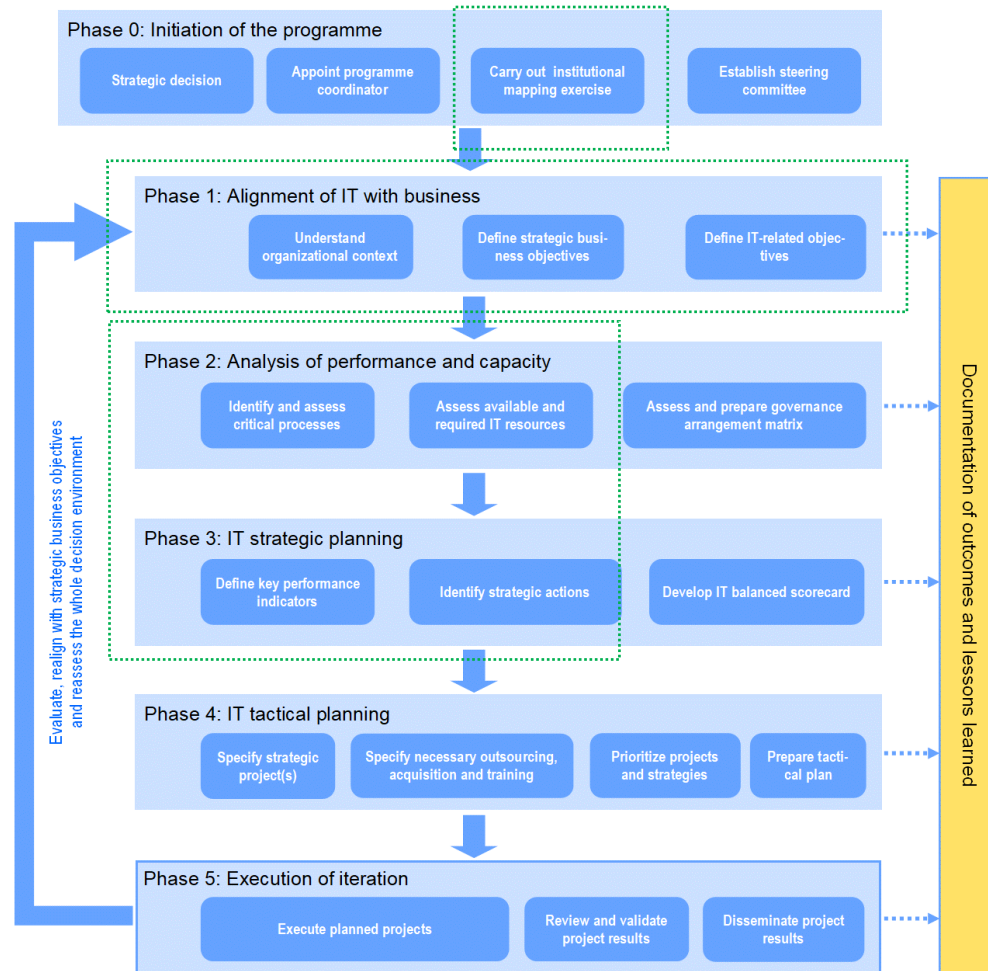 Phase 0: Initiation of the programme
Strategic decision
Appoint programme
coordinator
Carry out institutional
mapping exercise
Establish steering
committee
Phase 1: Alignment of IT with business
Understand
organizational context
Define strategic busi-
ness objectives
Define IT-related objec-
tives
Phase 2: Analysis of performance and capacity
Identify and assess
critical processes
Assess available and
required IT resources
Assess and prepare governance
arrangement matrix
Phase 3: IT strategic planning
Define key performance
indicators
Identify strategic actions
Develop IT balanced scorecard
Phase 4: IT tactical planning
Specify strategic
project(s)
Specify necessary outsourcing,
acquisition and training
Prioritize projects
and strategies
Prepare tacti-
cal plan
Phase 5: Execution of iteration
Execute planned projects
Review and validate
project results
Disseminate project
results
Evaluate, realign with strategic business objectives
and reassess the whole decision environment
Documentation of outcomes and lessons learned